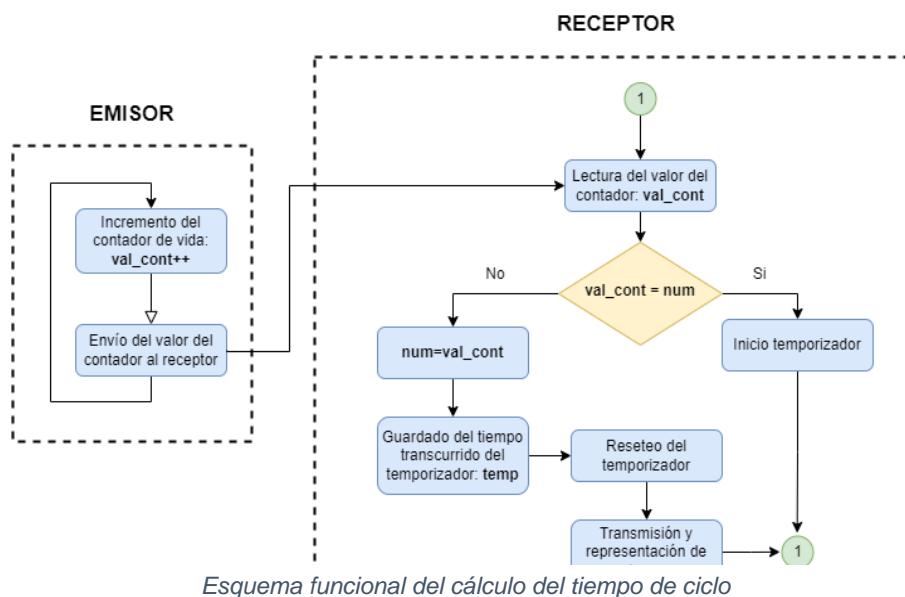 RECEPTOR
EMISOR
1
Incremento del
contador de vida:
val_cont++
Envío del valor del
contador al receptor
Lectura del valor del
contador: val_cont
val_cont = num
No
Si
num=val_cont
Inicio temporizador
Guardado del tiempo
transcurrido del
temporizador: temp
Reseteo del
temporizador
Transmisión y
representación de
1
Esquema funcional del cálculo del tiempo de ciclo